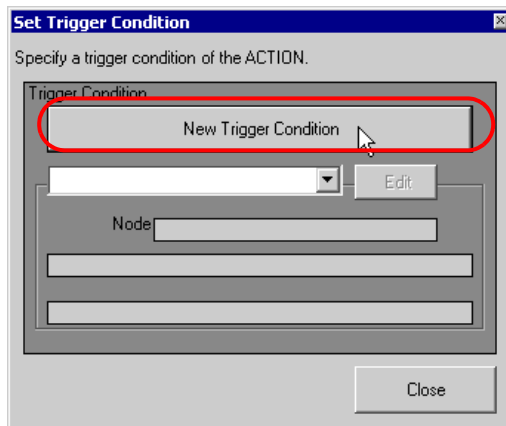 Set Trigger Condition
Specify a trigger condition of the ACTION.
Trigger Condition
New Trigger Condition
Edit
Node
Close